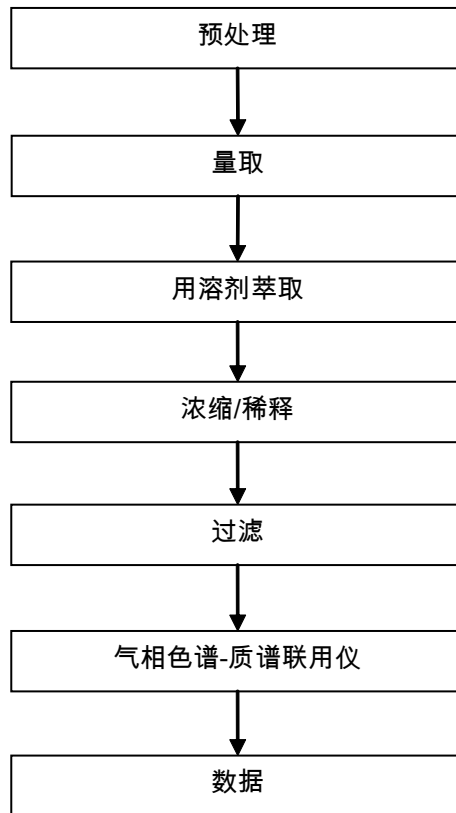 预处理
量取
用溶剂萃取
浓缩/稀释
过滤
气相色谱-质谱联用仪
数据